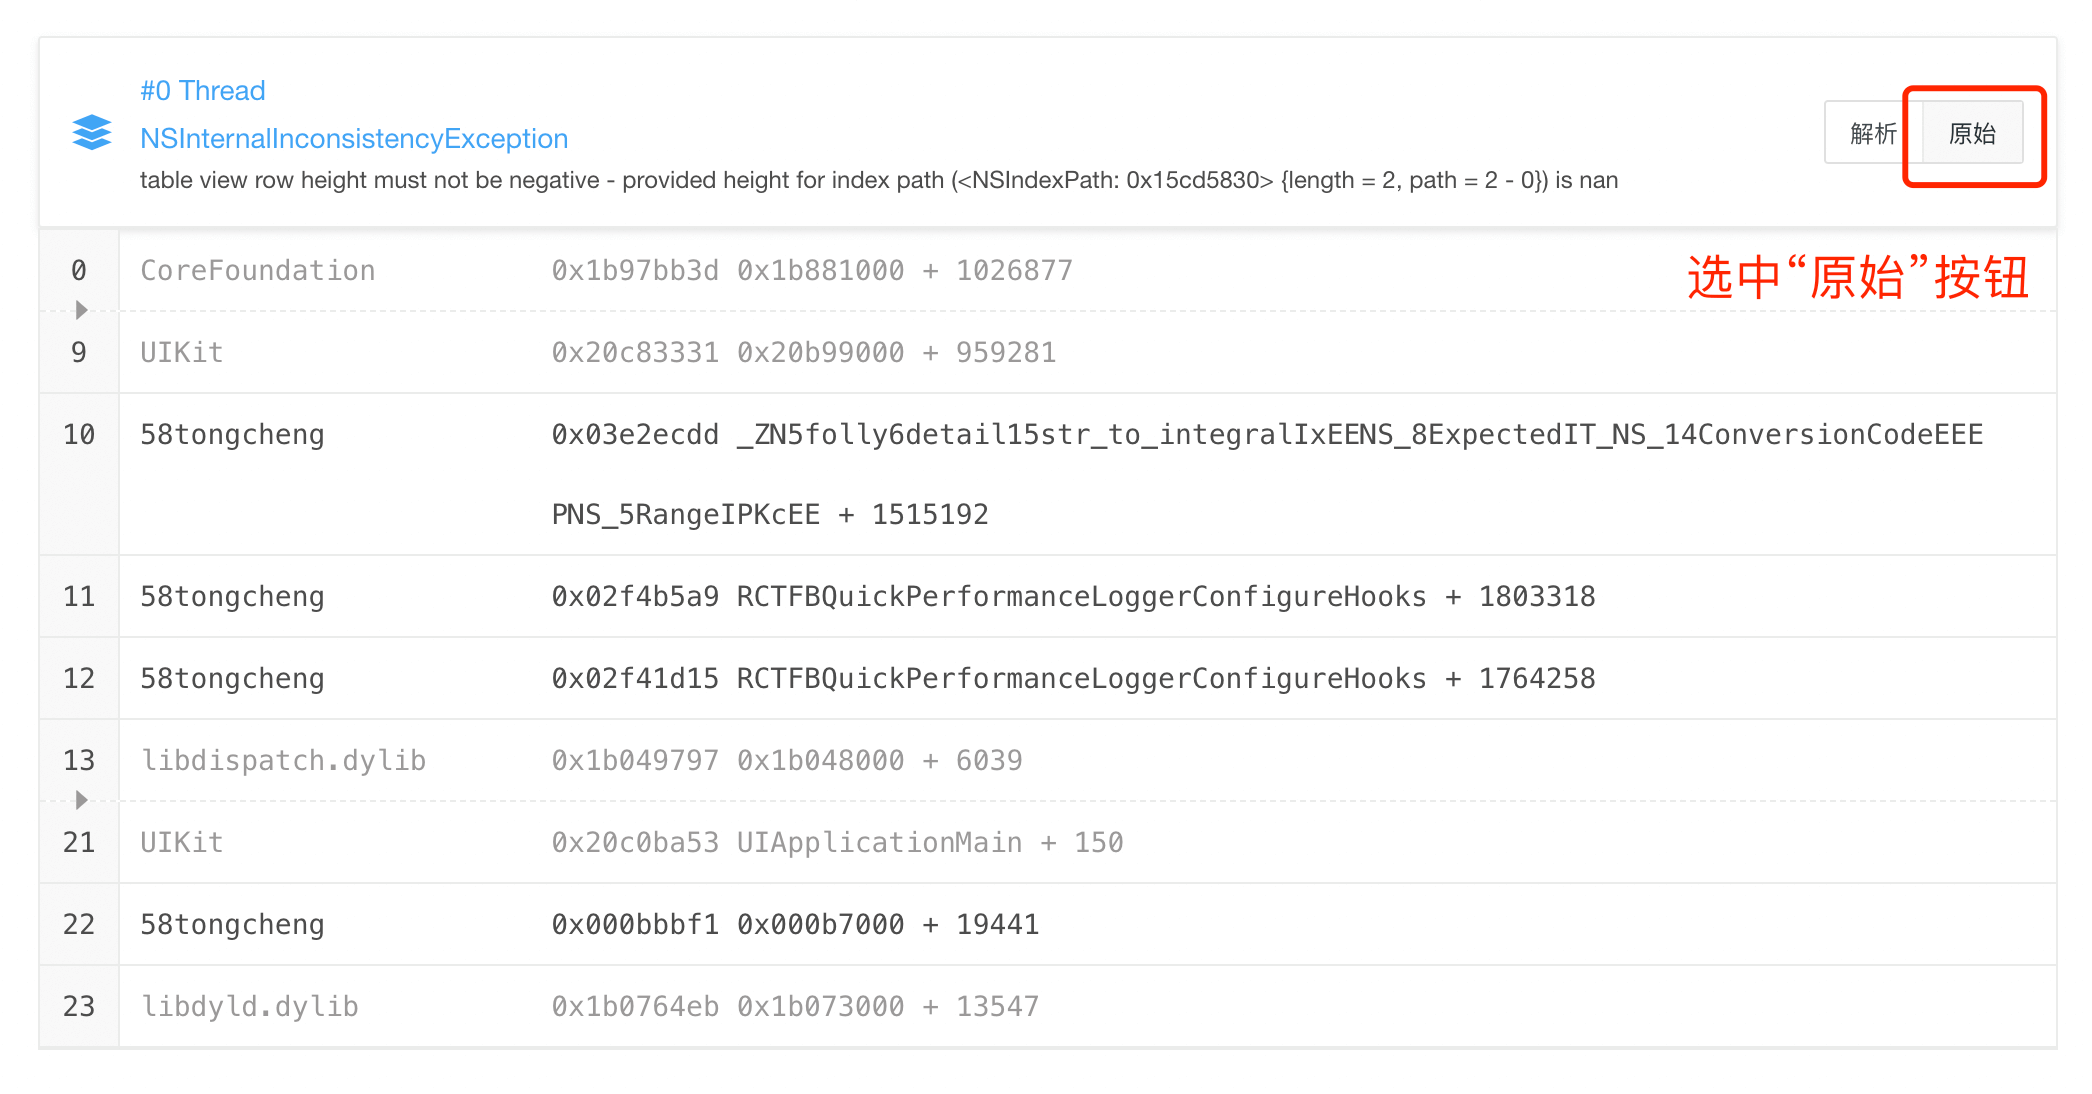 #0 Thread
NSInternalInconsistencyException
table view row height must not be negative - provided height for index path (<NSIndexPath: 0x15cd5830> {length = 2, path = 2 - 0}) is nan
解析 原始
选中“原始”按钮
0 CoreFoundation 0x1b97bb3d 0x1b881000 + 1026877
9 UIKit 0x20c83331 0x20b99000 + 959281
10 58tongcheng 0x03e2ecdd _ZN5folly6detail15str_to_integralIxEENS_8ExpectedIT_NS_14ConversionCodeEEE
PNS_5RangeIPKcEE + 1515192
11 58tongcheng 0x02f4b5a9 RCTFBQuickPerformanceLoggerConfigureHooks + 1803318
12 58tongcheng 0x02f41d15 RCTFBQuickPerformanceLoggerConfigureHooks + 1764258
13 libdispatch.dylib 0x1b049797 0x1b048000 + 6039
21 UIKit 0x20c0ba53 UIApplicationMain + 150
22 58tongcheng 0x000bbbf1 0x000b7000 + 19441
23 libdyld.dylib 0x1b0764eb 0x1b073000 + 13547